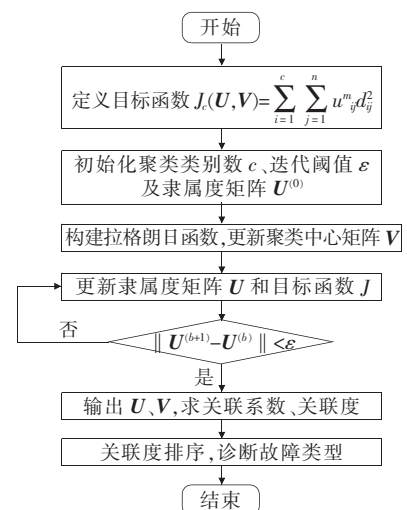 开始
定义目标函数 J_c(U,V)=∑_{i=1}^{c} ∑_{j=1}^{n} u^m_{ij}d^2_{ij}
初始化聚类类别数 c、迭代阈值 ε
及隶属度矩阵 U^{(0)}
构建拉格朗日函数,更新聚类中心矩阵 V
更新隶属度矩阵 U 和目标函数 J
否
‖ U^{(b+1)}-U^{(b)} ‖ <ε
是
输出 U、V,求关联系数、关联度
关联度排序,诊断故障类型
结束